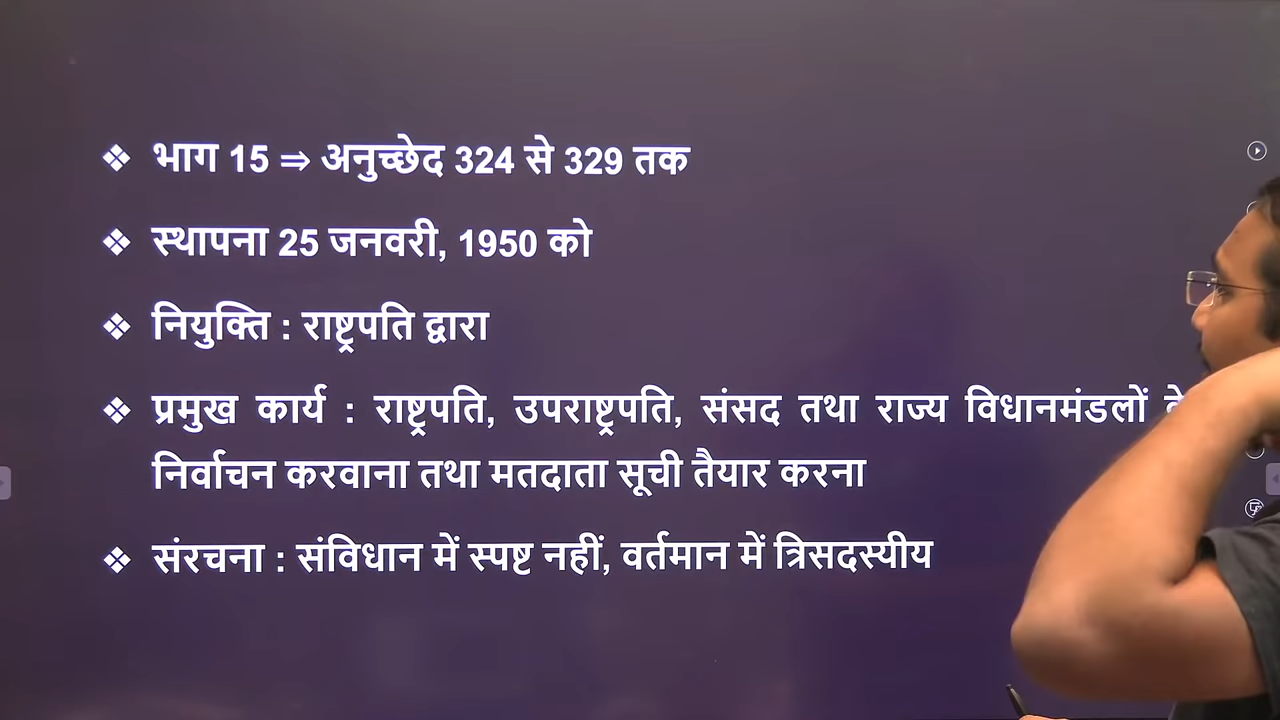 ❖ भाग 15 ⇒ अनुच्छेद 324 से 329 तक
❖ स्थापना 25 जनवरी, 1950 को
❖ नियुक्ति : राष्ट्रपति द्वारा
❖ प्रमुख कार्य : राष्ट्रपति, उपराष्ट्रपति, संसद तथा राज्य विधानमंडलों
निर्वाचन करवाना तथा मतदाता सूची तैयार करना
❖ संरचना : संविधान में स्पष्ट नहीं, वर्तमान में त्रिसदस्यीय